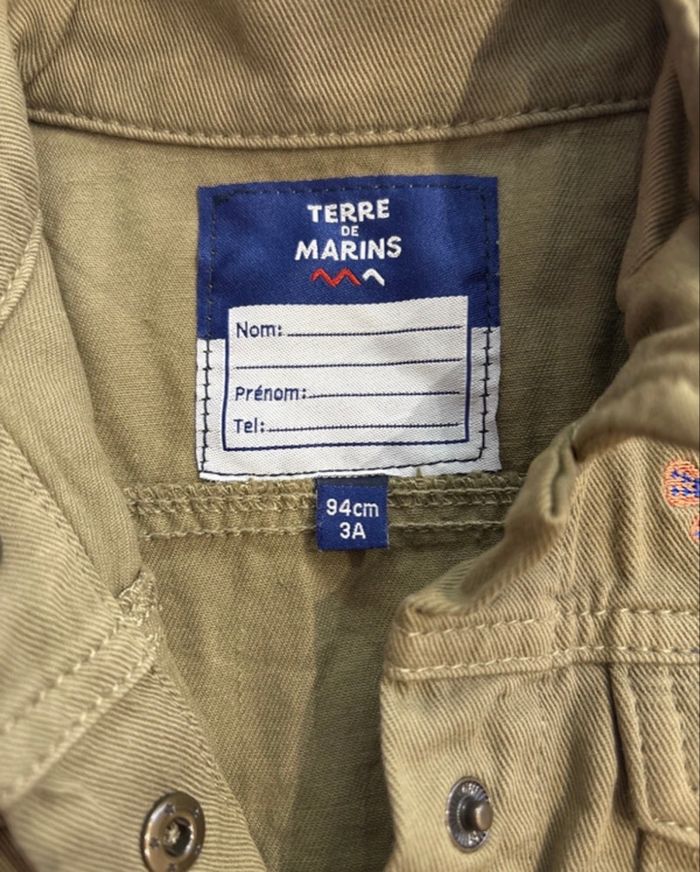 TERRE
DE
MARINS
Nom:
Prénom:
Tel:
94cm
3A